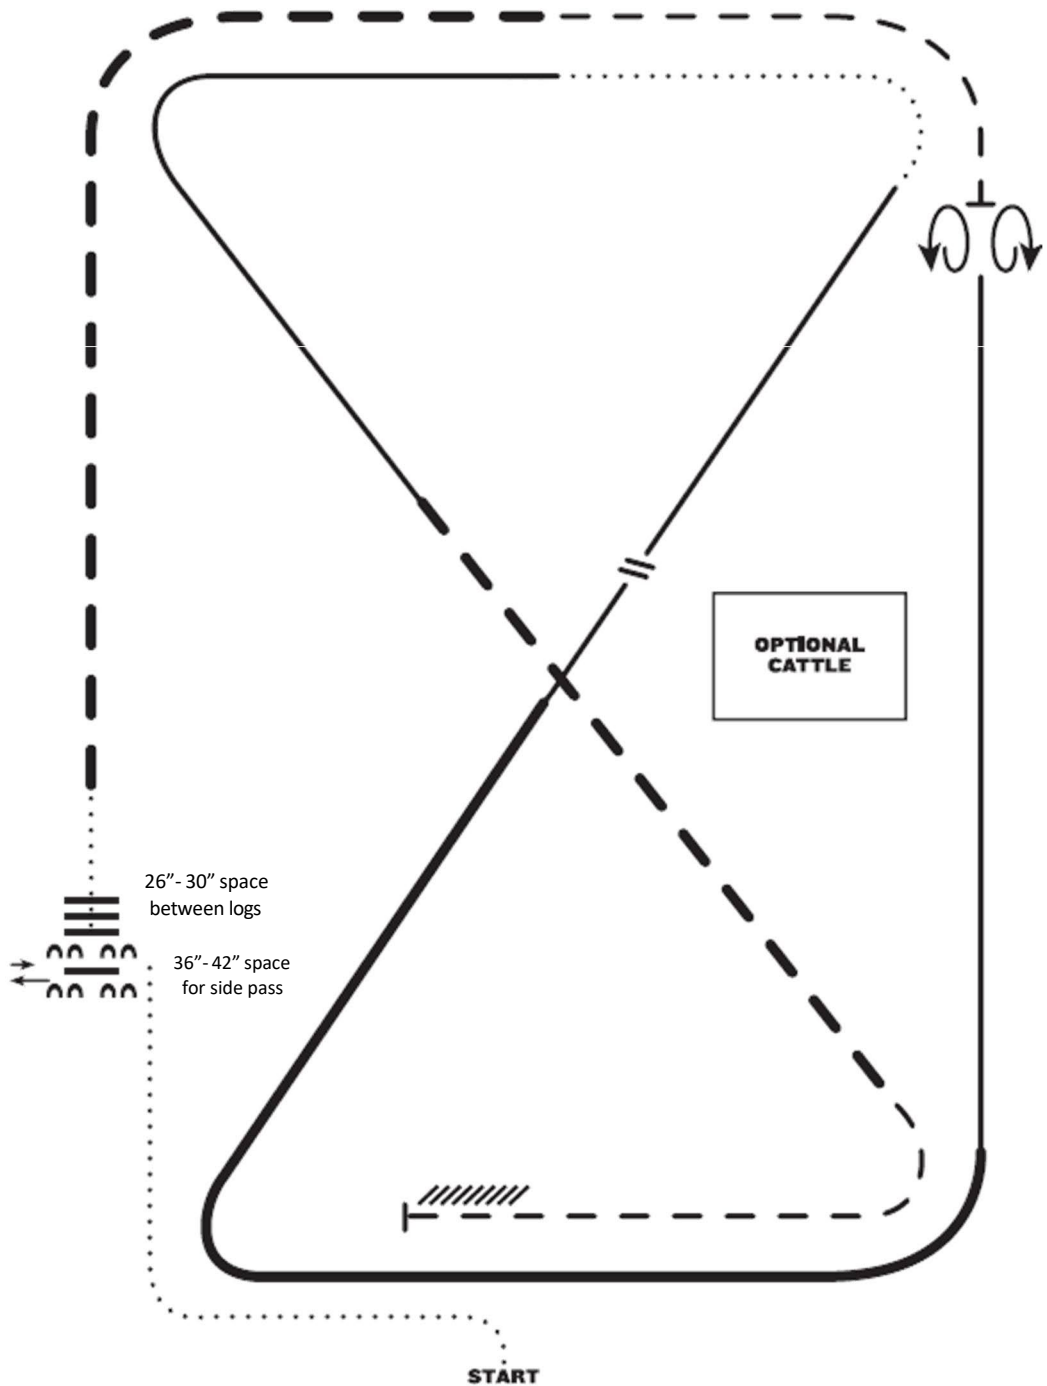 OPTIONAL
CATTLE
26”- 30” space
between logs
36”- 42” space
for side pass
START